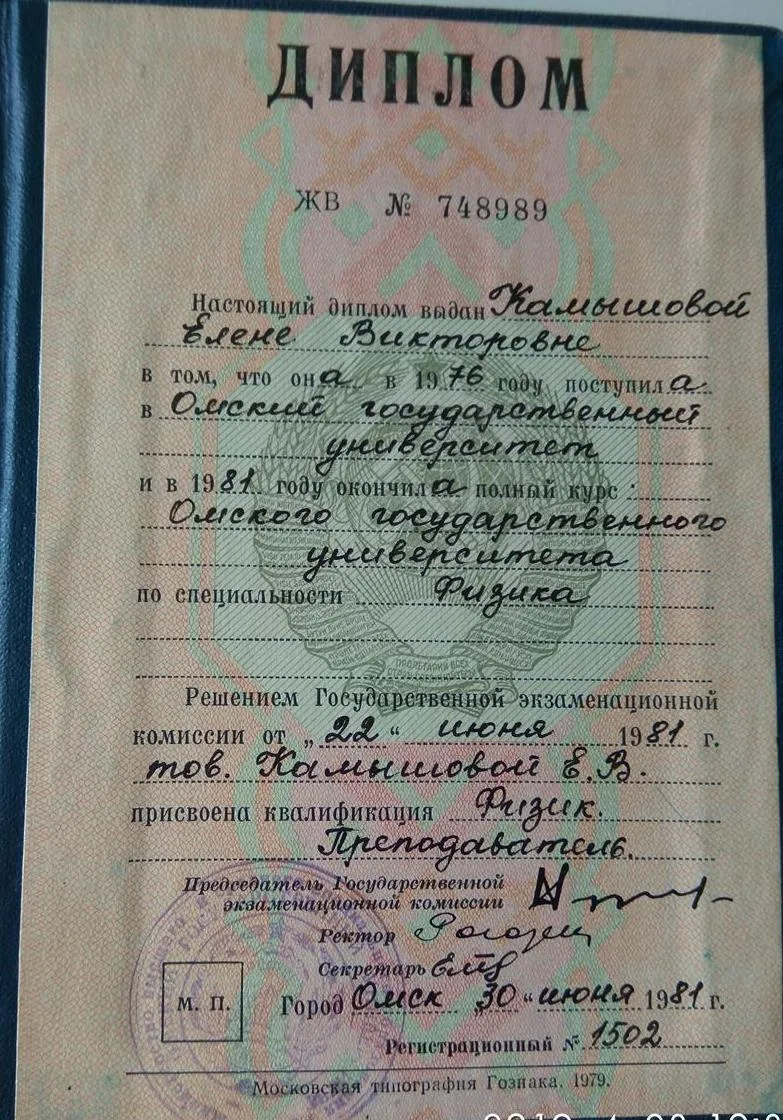 ДИПЛОМ
ЖВ № 748989
Настоящий диплом выдан Камышовой
Елене Викторовне
в том, что она в 1976 году поступила
в Омский государственный
университет
и в 1981 году окончила полный курс
Омского государственного
университета
по специальности Физика
Решением Государственной экзаменационной
комиссии от „22“ июня 1981 г.
тов. Камышовой Е.В.
присвоена квалификация Физик.
Преподаватель.
Председатель Государственной
экзаменационной комиссии
Ректор
Секретарь
М. П.
Город Омск „30“ июня 1981 г.
Регистрационный № 1502
Московская типография Гознака. 1979.